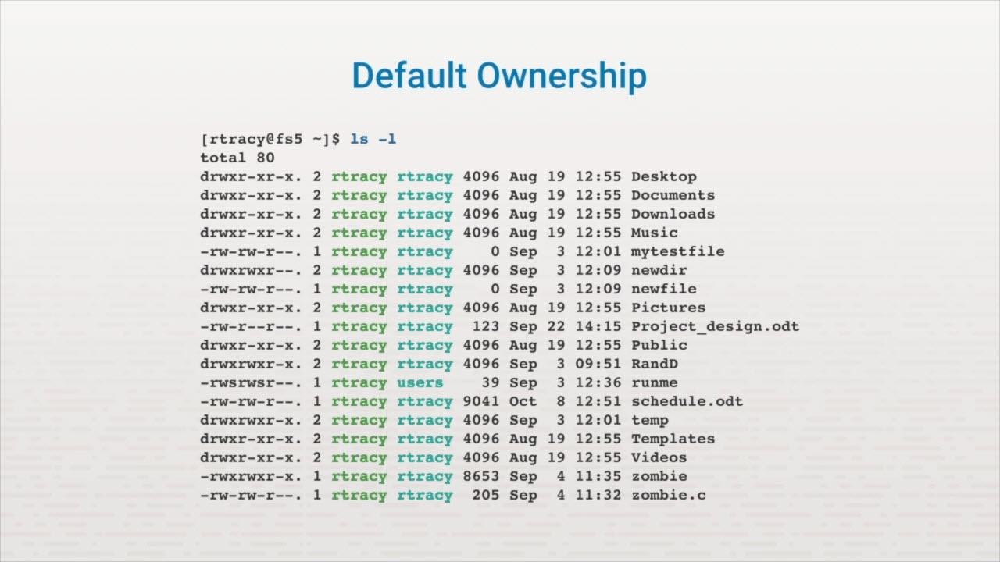 Default Ownership
[rtracy@fs5 ~]$ ls -l
total 80
drwxr-xr-x. 2 rtracy rtracy 4096 Aug 19 12:55 Desktop
drwxr-xr-x. 2 rtracy rtracy 4096 Aug 19 12:55 Documents
drwxr-xr-x. 2 rtracy rtracy 4096 Aug 19 12:55 Downloads
drwxr-xr-x. 2 rtracy rtracy 4096 Aug 19 12:55 Music
-rw-rw-r--. 1 rtracy rtracy    0 Sep  3 12:01 mytestfile
drwxrwxr--. 2 rtracy rtracy 4096 Sep  3 12:09 newdir
-rw-rw-r--. 1 rtracy rtracy    0 Sep  3 12:09 newfile
drwxr-xr-x. 2 rtracy rtracy 4096 Aug 19 12:55 Pictures
-rw-r--r--. 1 rtracy rtracy  123 Sep 22 14:15 Project_design.odt
drwxr-xr-x. 2 rtracy rtracy 4096 Aug 19 12:55 Public
drwxrwxr-x. 2 rtracy rtracy 4096 Sep  3 09:51 RandD
-rwsrwsr--. 1 rtracy users    39 Sep  3 12:36 runme
-rw-rw-r--. 1 rtracy rtracy 9041 Oct  8 12:51 schedule.odt
drwxrwxr-x. 2 rtracy rtracy 4096 Sep  3 12:01 temp
drwxr-xr-x. 2 rtracy rtracy 4096 Aug 19 12:55 Templates
drwxr-xr-x. 2 rtracy rtracy 4096 Aug 19 12:55 Videos
-rwxrwxr-x. 1 rtracy rtracy 8653 Sep  4 11:35 zombie
-rw-rw-r--. 1 rtracy rtracy  205 Sep  4 11:32 zombie.c